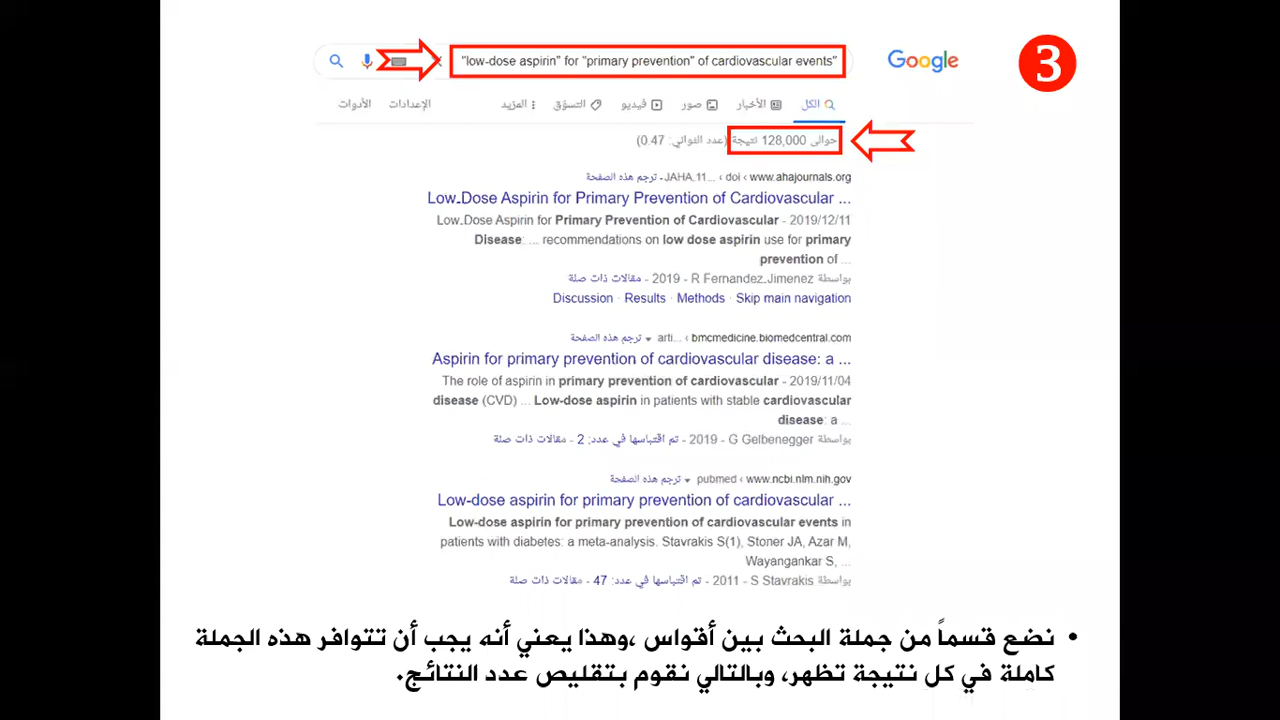 "low-dose aspirin" for "primary prevention" of cardiovascular events"
Google
3
الكل الأخبار صور فيديو التسوّق المزيد الإعدادات الأدوات
حوالى 128,000 نتيجة (عدد الثواني: 0.47)
www.ahajournals.org › doi › JAHA.11... - ترجم هذه الصفحة
Low-Dose Aspirin for Primary Prevention of Cardiovascular ...
2019/12/11 - Low-Dose Aspirin for Primary Prevention of Cardiovascular
Disease: ... recommendations on low dose aspirin use for primary
prevention of ...
بواسطة R Fernandez-Jimenez - 2019 - مقالات ذات صلة
Discussion · Results · Methods · Skip main navigation
bmcmedicine.biomedcentral.com › arti... ترجم هذه الصفحة
Aspirin for primary prevention of cardiovascular disease: a ...
2019/11/04 - The role of aspirin in primary prevention of cardiovascular
disease (CVD) ... Low-dose aspirin in patients with stable cardiovascular
disease: a ...
بواسطة G Gelbenegger - 2019 - تم اقتباسها في عدد: 2 - مقالات ذات صلة
www.ncbi.nlm.nih.gov › pubmed ترجم هذه الصفحة
Low-dose aspirin for primary prevention of cardiovascular ...
Low-dose aspirin for primary prevention of cardiovascular events in
patients with diabetes: a meta-analysis. Stavrakis S(1), Stoner JA, Azar M,
Wayangankar S, ...
بواسطة S Stavrakis - 2011 - تم اقتباسها في عدد: 47 - مقالات ذات صلة
• نضع قسماً من جملة البحث بين أقواس ،وهذا يعني أنه يجب أن تتوافر هذه الجملة
كاملة في كل نتيجة تظهر، وبالتالي نقوم بتقليص عدد النتائج.